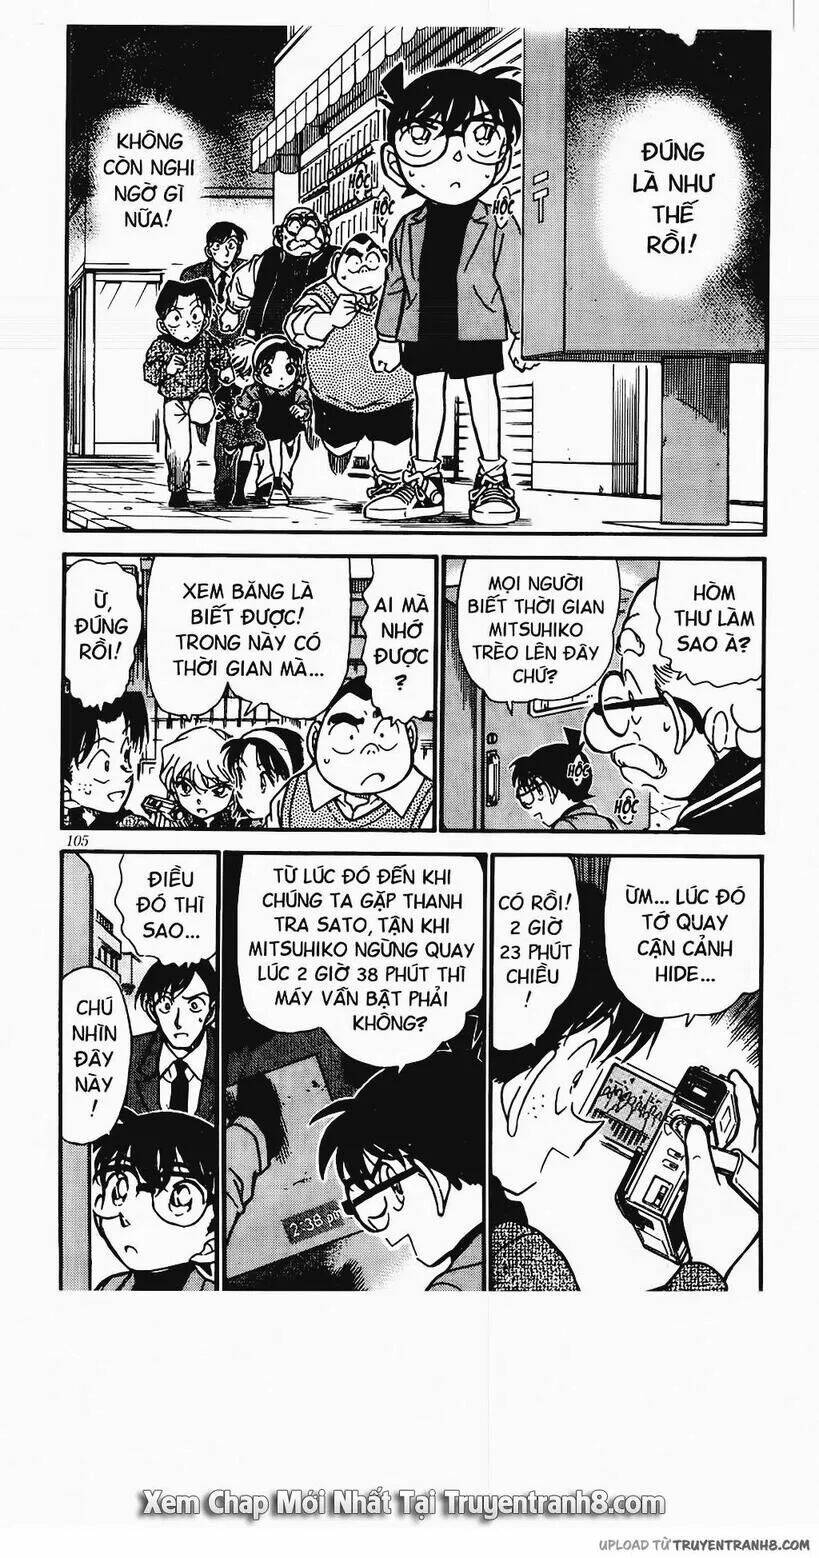 ĐÚNG
LÀ NHƯ
THẾ
RỒI!
KHÔNG
CÒN NGHI
NGỜ GÌ
NỮA!
HỘC
HỘC
HỘC
HÒM
THƯ LÀM
SAO À?
MỌI NGƯỜI
BIẾT THỜI GIAN
MITSUHIKO
TRÈO LÊN ĐÂY
CHỨ?
HỘC
HỘC
AI MÀ
NHỚ
ĐƯỢC
?
XEM BĂNG LÀ
BIẾT ĐƯỢC!
TRONG NÀY CÓ
THỜI GIAN MÀ...
Ừ,
ĐÚNG
RỒI!
105
ỪM... LÚC ĐÓ
TỚ QUAY
CẬN CẢNH
HIDE...
CÓ RỒI!
2 GIỜ
23 PHÚT
CHIỀU
!
TỪ LÚC ĐÓ ĐẾN KHI
CHÚNG TA GẶP THANH
TRA SATO, TẬN KHI
MITSUHIKO NGỪNG QUAY
LÚC 2 GIỜ 38 PHÚT THÌ
MÁY VẪN BẬT PHẢI
KHÔNG?
2:38 pm
ĐIỀU
ĐÓ THÌ
SAO...
CHÚ
NHÌN
ĐÂY
NÀY
!
Xem Chap Mới Nhất Tại Truyentranh8.com
UPLOAD TỪ TRUYENTRANH8.COM